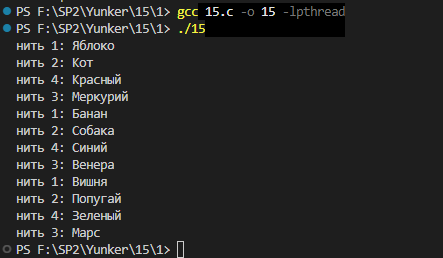 PS F:\SP2\Yunker\15\1> gcc 15.c -o 15 -lpthread
PS F:\SP2\Yunker\15\1> ./15
нить 1: Яблоко
нить 2: Кот
нить 4: Красный
нить 3: Меркурий
нить 1: Банан
нить 2: Собака
нить 4: Синий
нить 3: Венера
нить 1: Вишня
нить 2: Попугай
нить 4: Зеленый
нить 3: Марс
PS F:\SP2\Yunker\15\1>